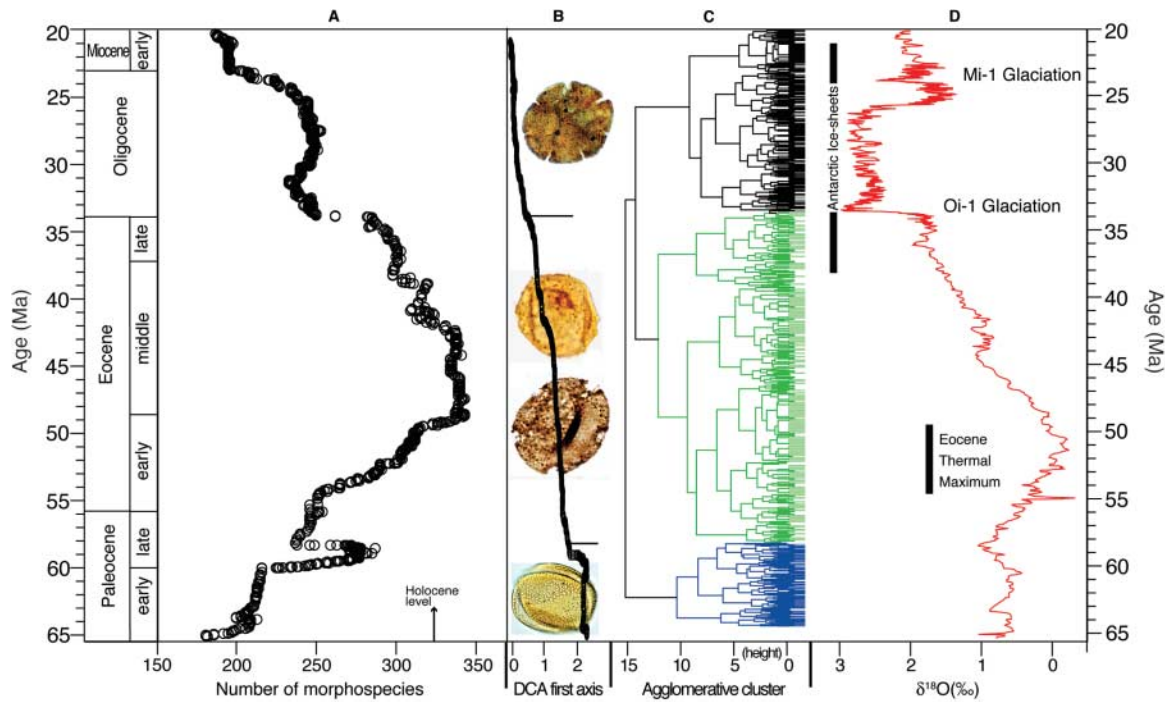 A
B
C
D
20
25
30
35
40
45
50
55
60
65
Age (Ma)
Miocene
early
Oligocene
Eocene
late
middle
early
Paleocene
late
early
Holocene
level
150
200
250
300
350
Number of morphospecies
0
1
2
DCA first axis
(height)
15
10
5
0
Agglomerative cluster
Antarctic Ice-sheets
Mi-1 Glaciation
Oi-1 Glaciation
Eocene
Thermal
Maximum
3
2
1
0
δ¹⁸O(‰)
20
25
30
35
40
45
50
55
60
65
Age (Ma)